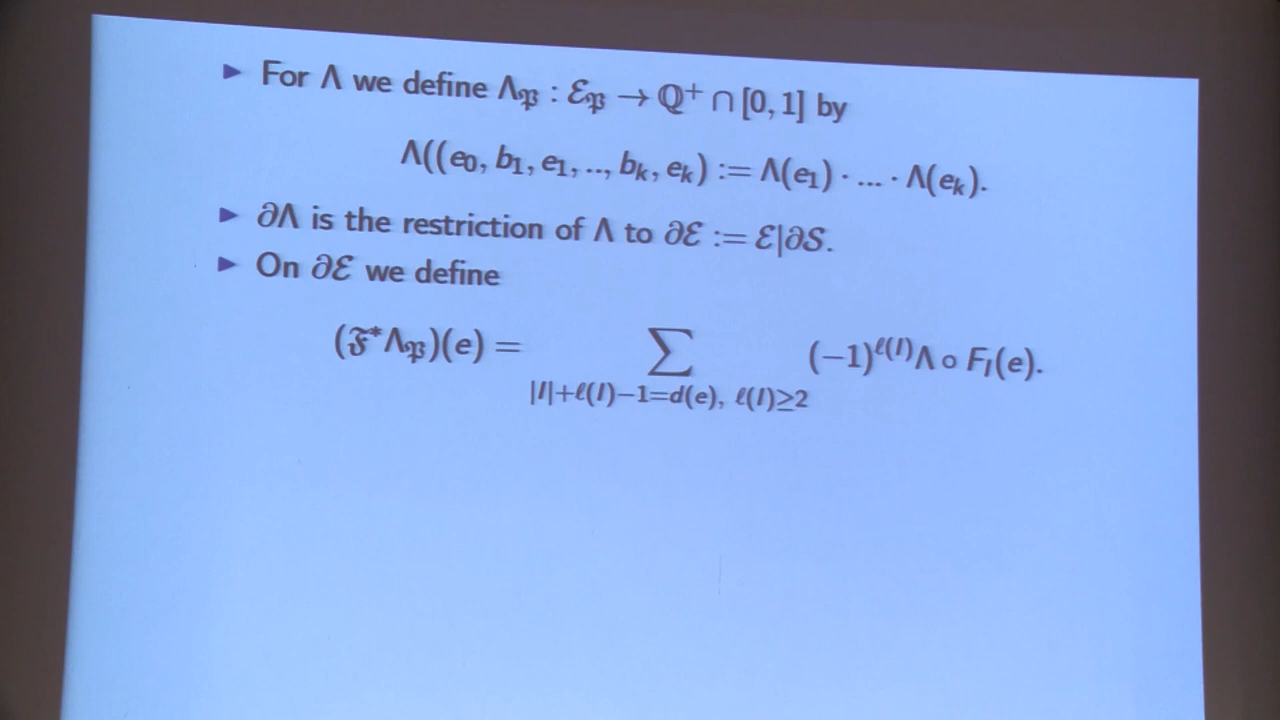 ▶ For Λ we define Λ_𝔓 : ℰ_𝔓 → ℚ⁺ ∩ [0, 1] by
Λ((e₀, b₁, e₁, .., b_k, e_k) := Λ(e₁) · ... · Λ(e_k).
▶ ∂Λ is the restriction of Λ to ∂ℰ := ℰ|∂S.
▶ On ∂ℰ we define
(𝔉*Λ_𝔓)(e) = ∑_{|I|+ℓ(I)−1=d(e), ℓ(I)≥2} (−1)^{ℓ(I)}Λ ∘ F_I(e).